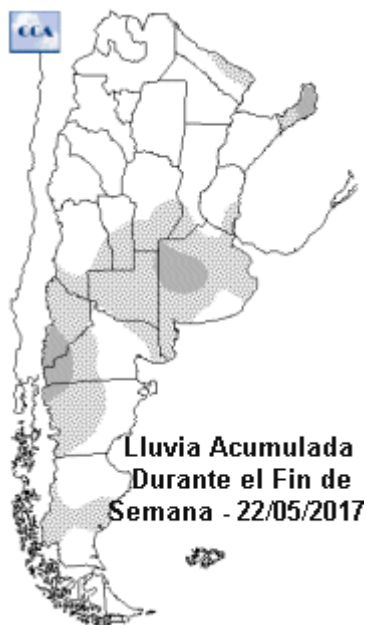 CCA
Lluvia Acumulada
Durante el Fin de
Semana - 22/05/2017